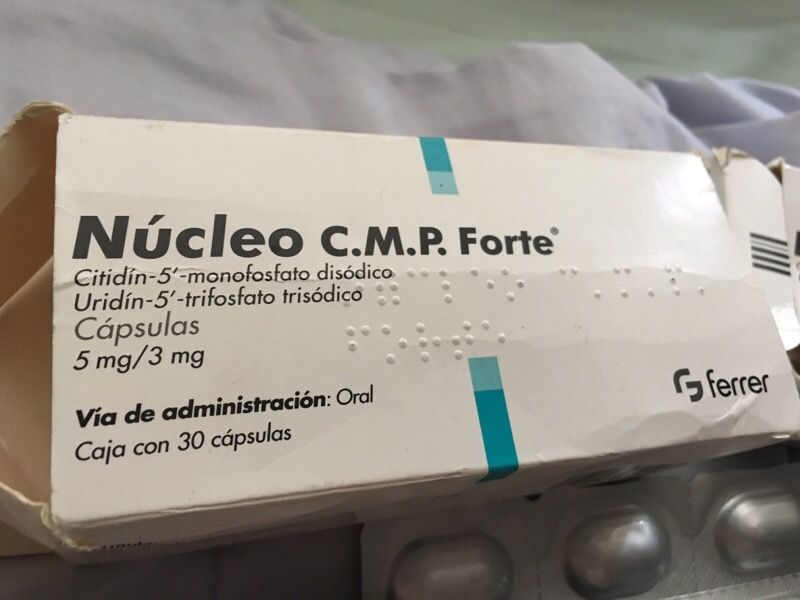 Núcleo C.M.P. Forte®
Citidín-5'-monofosfato disódico
Uridín-5'-trifosfato trisódico
Cápsulas
5 mg/3 mg
Vía de administración: Oral
Caja con 30 cápsulas
ferrer